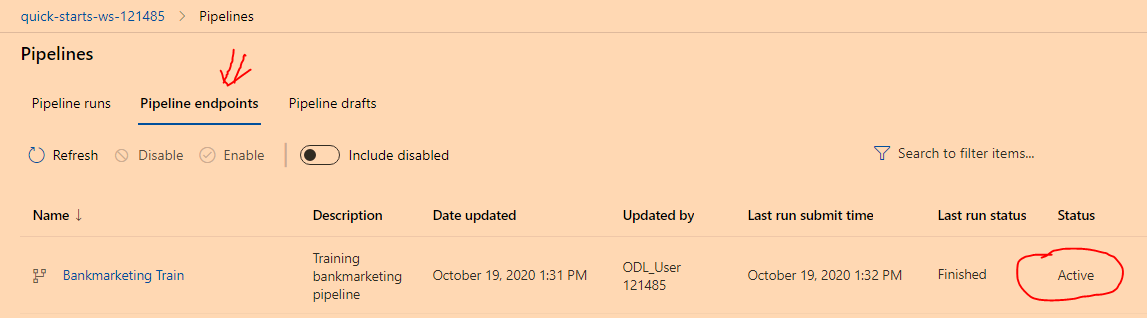 quick-starts-ws-121485 > Pipelines
Pipelines
Pipeline runs Pipeline endpoints Pipeline drafts
Refresh Disable Enable Include disabled Search to filter items...
Name ↓ Description Date updated Updated by Last run submit time Last run status Status
Bankmarketing Train Training bankmarketing pipeline October 19, 2020 1:31 PM ODL_User 121485 October 19, 2020 1:32 PM Finished Active